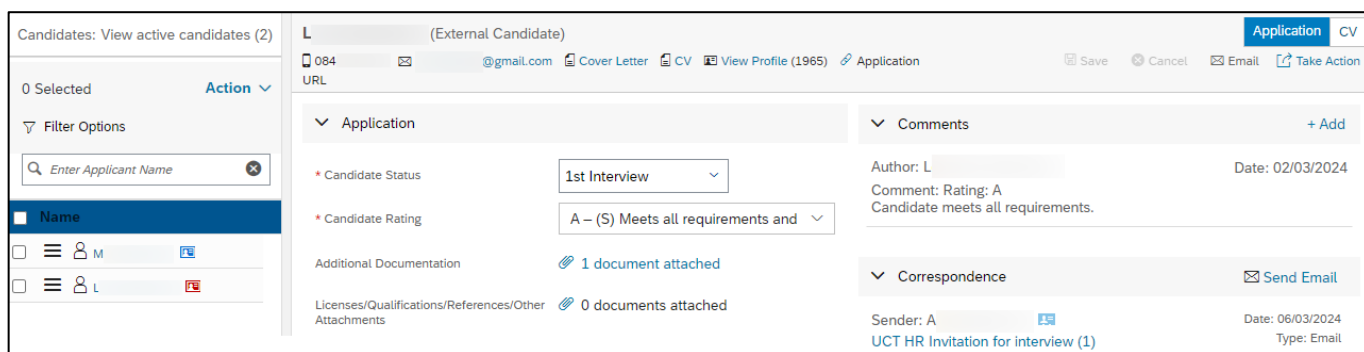 Candidates: View active candidates (2)
0 Selected Action
Filter Options
Enter Applicant Name
Name
M
L
L (External Candidate)
Application CV
084 @gmail.com Cover Letter CV View Profile (1965) Application
URL
Save Cancel Email Take Action
Application
* Candidate Status 1st Interview
* Candidate Rating A – (S) Meets all requirements and
Additional Documentation 1 document attached
Licenses/Qualifications/References/Other 0 documents attached
Attachments
Comments + Add
Author: L Date: 02/03/2024
Comment: Rating: A
Candidate meets all requirements.
Correspondence Send Email
Sender: A Date: 06/03/2024
UCT HR Invitation for interview (1) Type: Email